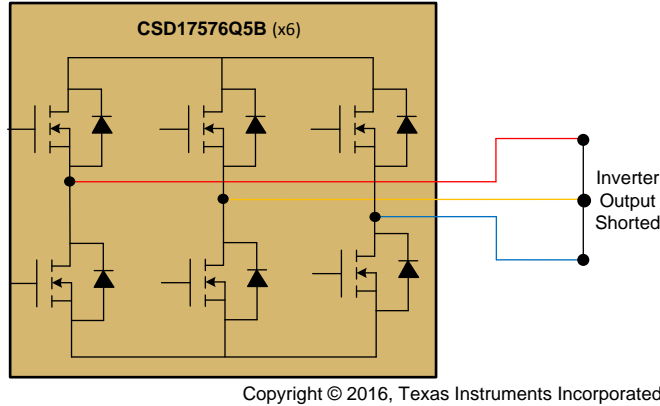 CSD17576Q5B (x6)
Inverter
Output
Shorted
Copyright © 2016, Texas Instruments Incorporated